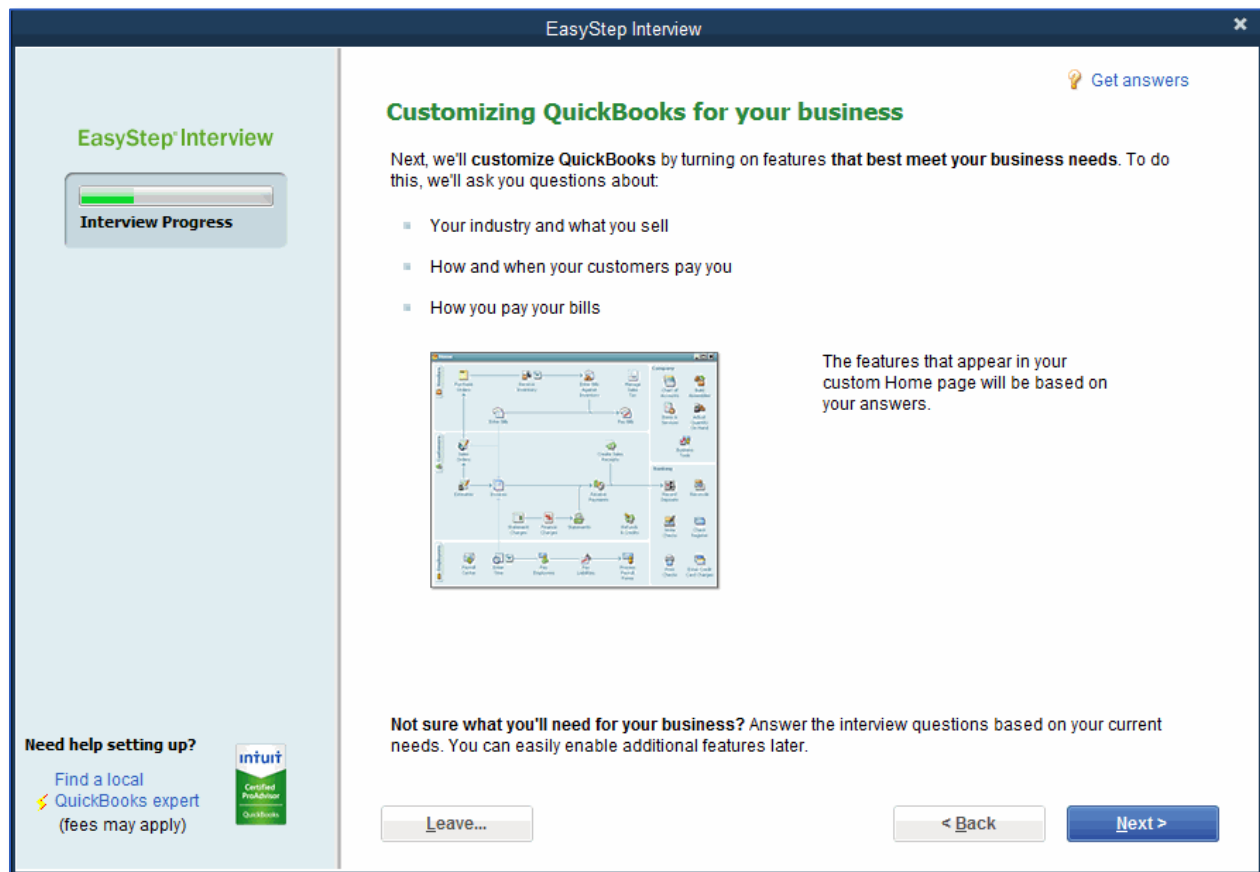 EasyStep Interview
Get answers
EasyStep® Interview
Interview Progress
Customizing QuickBooks for your business
Next, we'll customize QuickBooks by turning on features that best meet your business needs. To do
this, we'll ask you questions about:
Your industry and what you sell
How and when your customers pay you
How you pay your bills
Home
Company
Banking
The features that appear in your
custom Home page will be based on
your answers.
Not sure what you'll need for your business? Answer the interview questions based on your current
needs. You can easily enable additional features later.
Need help setting up?
Find a local
QuickBooks expert
(fees may apply)
intuit
Certified
ProAdvisor
QuickBooks
Leave...
< Back
Next >